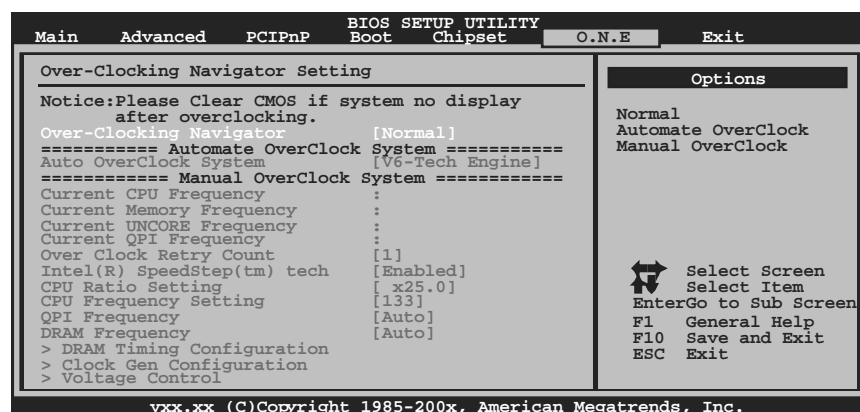 BIOS SETUP UTILITY
Main Advanced PCIPnP Boot Chipset O.N.E Exit
Over-Clocking Navigator Setting
Notice:Please Clear CMOS if system no display
after overclocking.
Over-Clocking Navigator [Normal]
=========== Automate OverClock System ===========
Auto OverClock System [V6-Tech Engine]
============ Manual OverClock System ============
Current CPU Frequency :
Current Memory Frequency :
Current UNCORE Frequency :
Current QPI Frequency :
Over Clock Retry Count [1]
Intel(R) SpeedStep(tm) tech [Enabled]
CPU Ratio Setting [ x25.0]
CPU Frequency Setting [133]
QPI Frequency [Auto]
DRAM Frequency [Auto]
> DRAM Timing Configuration
> Clock Gen Configuration
> Voltage Control
Options
Normal
Automate OverClock
Manual OverClock
Select Screen
Select Item
EnterGo to Sub Screen
F1 General Help
F10 Save and Exit
ESC Exit
vxx.xx (C)Copyright 1985-200x, American Megatrends, Inc.